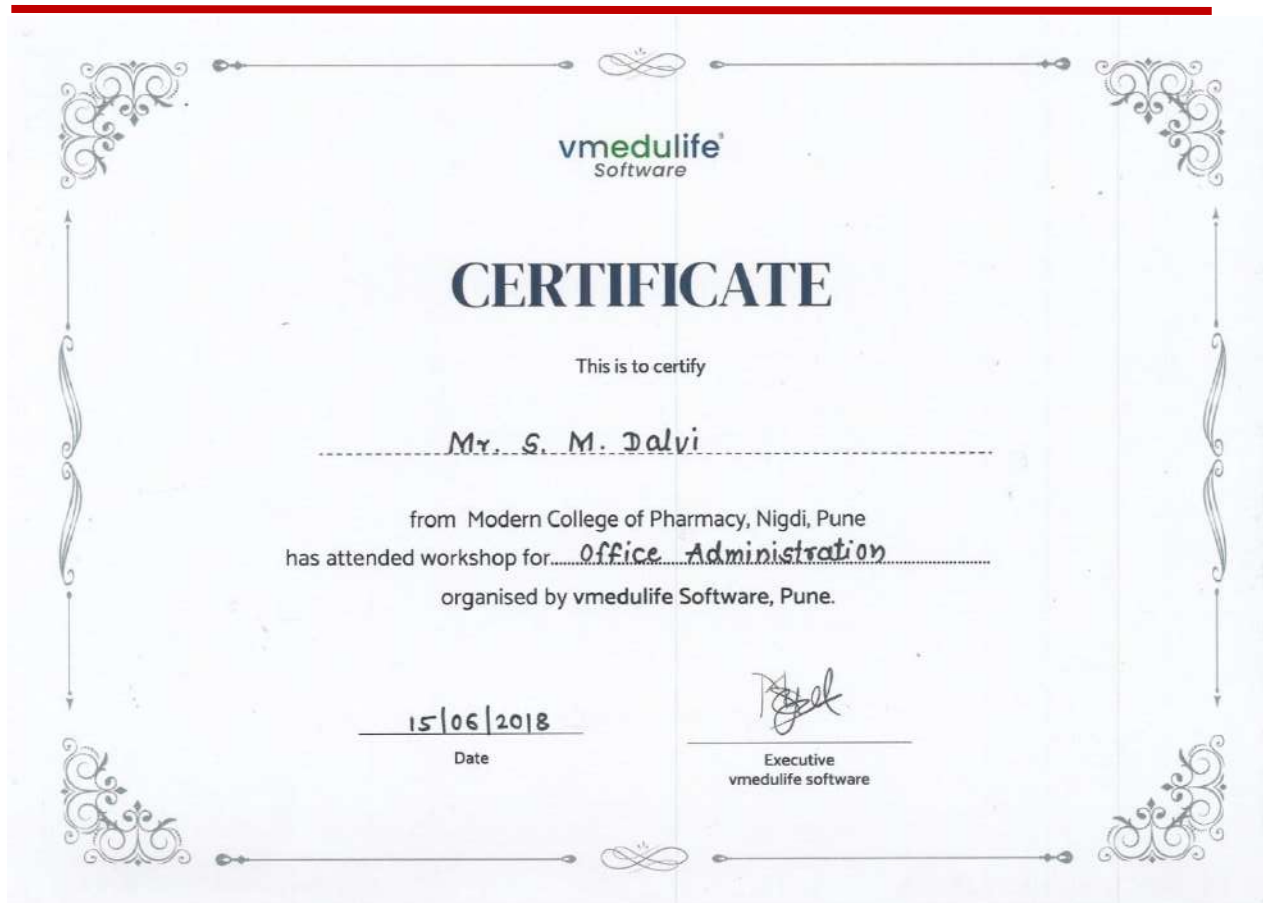 vmedulife®
Software
CERTIFICATE
This is to certify
Mr. S. M. Dalvi
from Modern College of Pharmacy, Nigdi, Pune
has attended workshop for Office Administration
organised by vmedulife Software, Pune.
15/06/2018
Date
Executive
vmedulife software